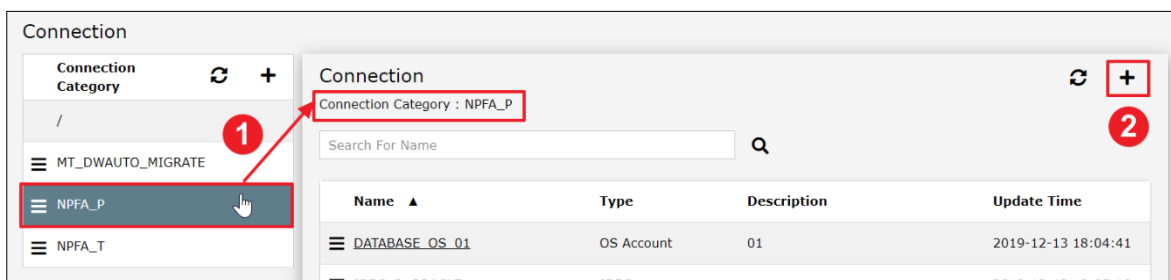 Connection
Connection
Category
/
MT_DWAUTO_MIGRATE
NPFA_P
NPFA_T
1
Connection
Connection Category : NPFA_P
2
Search For Name
Name ▲ Type Description Update Time
DATABASE_OS_01 OS Account 01 2019-12-13 18:04:41